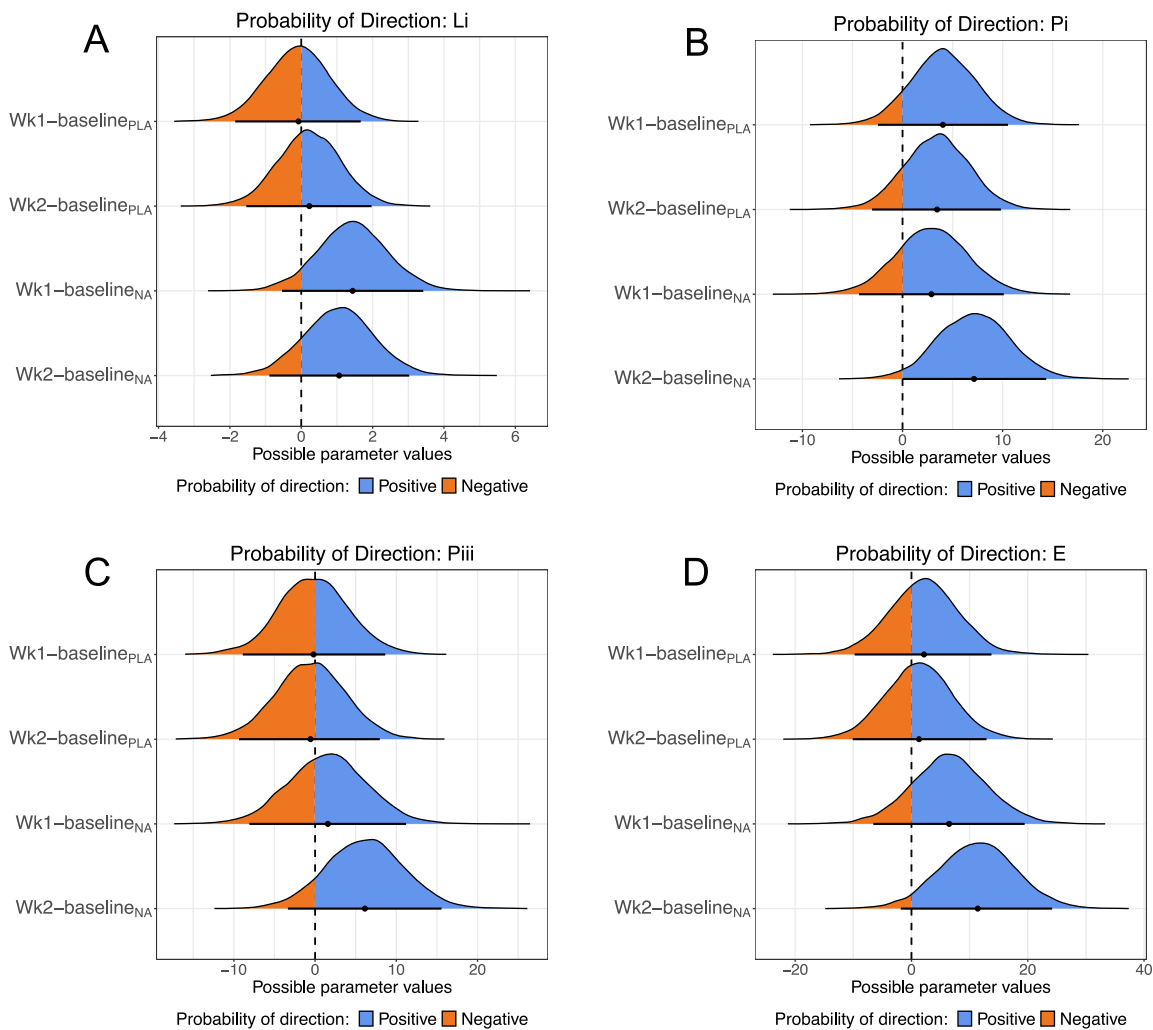 A
Probability of Direction: Li
Wk1−baselinePLA
Wk2−baselinePLA
Wk1−baselineNA
Wk2−baselineNA
−4 −2 0 2 4 6
Possible parameter values
Probability of direction: Positive Negative
B
Probability of Direction: Pi
Wk1−baselinePLA
Wk2−baselinePLA
Wk1−baselineNA
Wk2−baselineNA
−10 0 10 20
Possible parameter values
Probability of direction: Positive Negative
C
Probability of Direction: Piii
Wk1−baselinePLA
Wk2−baselinePLA
Wk1−baselineNA
Wk2−baselineNA
−10 0 10 20
Possible parameter values
Probability of direction: Positive Negative
D
Probability of Direction: E
Wk1−baselinePLA
Wk2−baselinePLA
Wk1−baselineNA
Wk2−baselineNA
−20 0 20 40
Possible parameter values
Probability of direction: Positive Negative